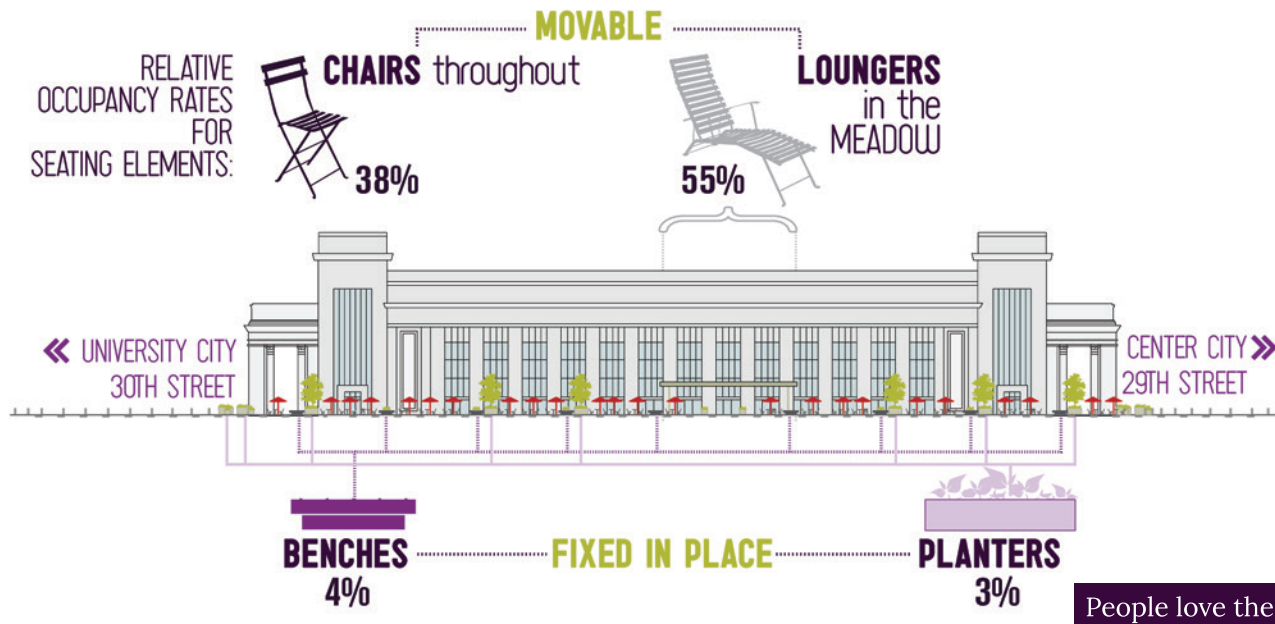 MOVABLE
RELATIVE
OCCUPANCY RATES
FOR
SEATING ELEMENTS:
CHAIRS throughout
38%
LOUNGERS
in the
MEADOW
55%
« UNIVERSITY CITY
30TH STREET
CENTER CITY »
29TH STREET
BENCHES
4%
FIXED IN PLACE
PLANTERS
3%
People love the